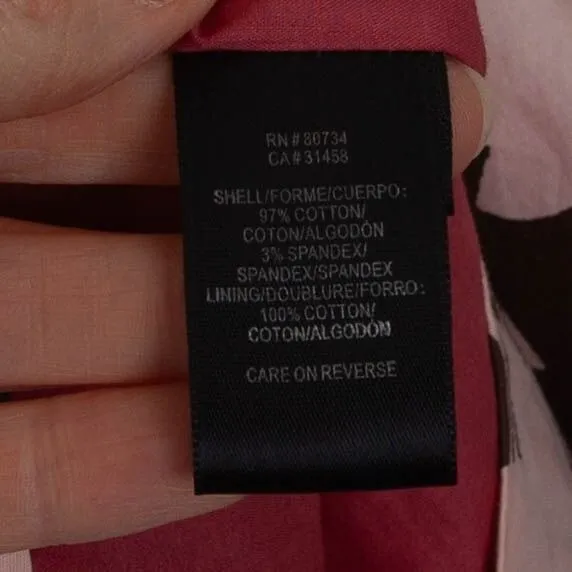 RN# 80734
CA# 31458
SHELL/FORME/CUERPO:
97% COTTON/
COTON/ALGODÓN
3% SPANDEX/
SPANDEX/SPANDEX
LINING/DOUBLURE/FORRO:
100% COTTON/
COTON/ALGODÓN
CARE ON REVERSE